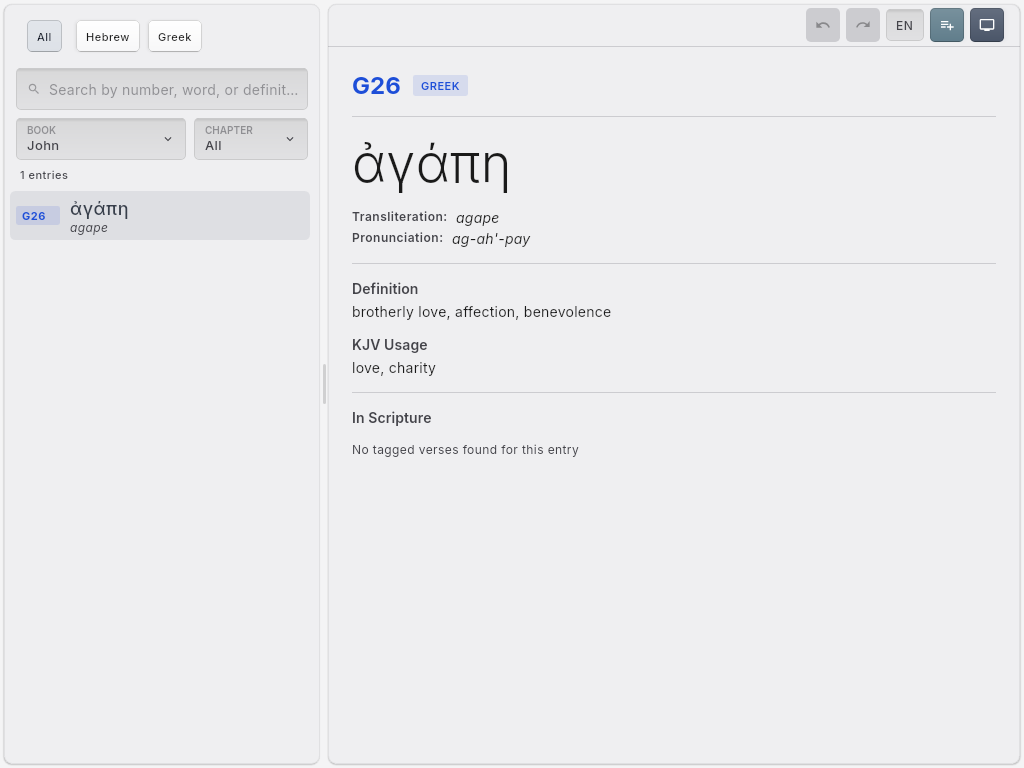 All
Hebrew
Greek
Search by number, word, or definit...
BOOK
John
CHAPTER
All
1 entries
G26
ἀγάπη
agape
EN
G26
GREEK
ἀγάπη
Transliteration: agape
Pronunciation: ag-ah'-pay
Definition
brotherly love, affection, benevolence
KJV Usage
love, charity
In Scripture
No tagged verses found for this entry